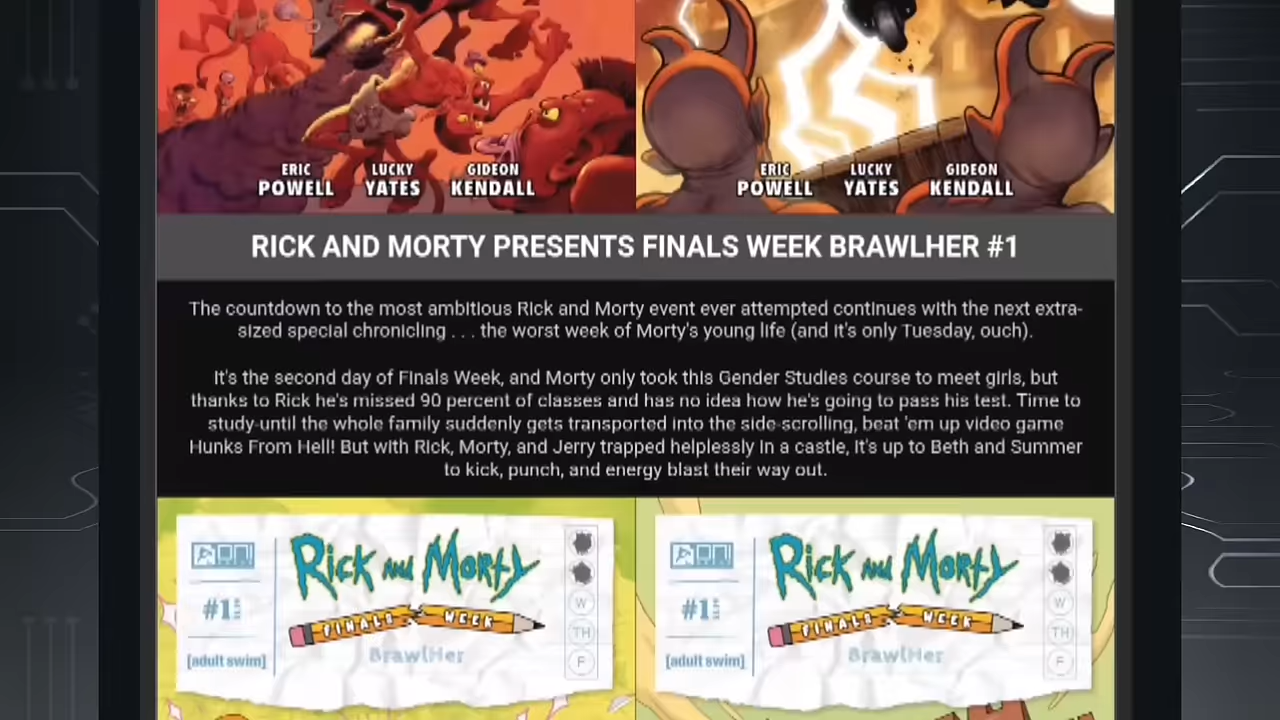 ERIC POWELL
LUCKY YATES
GIDEON KENDALL
ERIC POWELL
LUCKY YATES
GIDEON KENDALL
RICK AND MORTY PRESENTS FINALS WEEK BRAWLHER #1
The countdown to the most ambitious Rick and Morty event ever attempted continues with the next extra-
sized special chronicling . . . the worst week of Morty's young life (and it's only Tuesday, ouch).
It's the second day of Finals Week, and Morty only took this Gender Studies course to meet girls, but
thanks to Rick he's missed 90 percent of classes and has no idea how he's going to pass his test. Time to
study-until the whole family suddenly gets transported into the side-scrolling, beat 'em up video game
Hunks From Hell! But with Rick, Morty, and Jerry trapped helplessly in a castle, it's up to Beth and Summer
to kick, punch, and energy blast their way out.
ONI
#1
[adult swim]
RICK AND MORTY
FINALS WEEK
BrawlHer
W
TH
F
ONI
#1
[adult swim]
RICK AND MORTY
FINALS WEEK
BrawlHer
W
TH
F